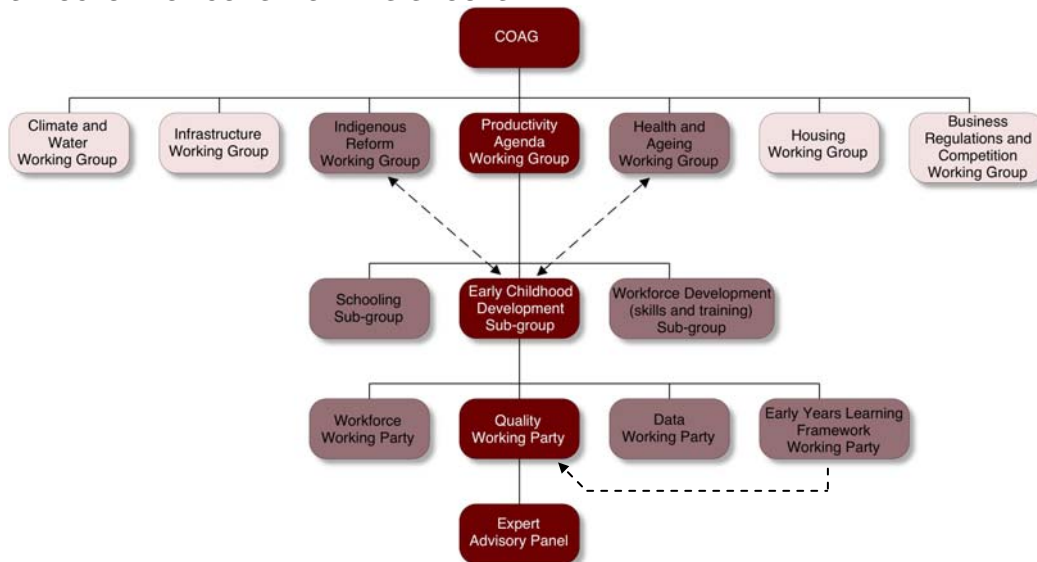 COAG
Climate and
Water
Working Group
Infrastructure
Working Group
Indigenous
Reform
Working Group
Productivity
Agenda
Working Group
Health and
Ageing
Working Group
Housing
Working Group
Business
Regulations and
Competition
Working Group
Schooling
Sub-group
Early Childhood
Development
Sub-group
Workforce Development
(skills and training)
Sub-group
Workforce
Working Party
Quality
Working Party
Data
Working Party
Early Years Learning
Framework
Working Party
Expert
Advisory Panel